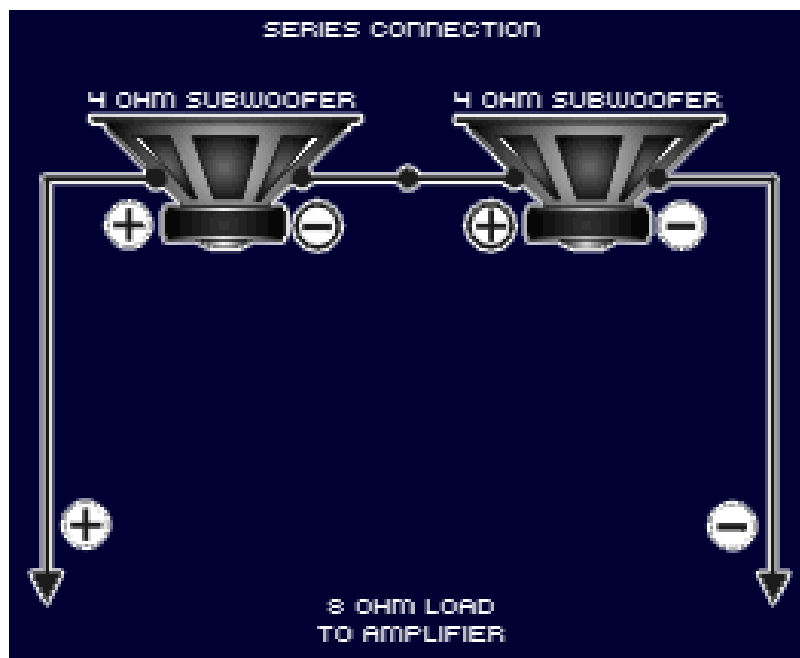 SERIES CONNECTION
4 OHM SUBWOOFER
4 OHM SUBWOOFER
+
−
+
−
+
−
8 OHM LOAD
TO AMPLIFIER